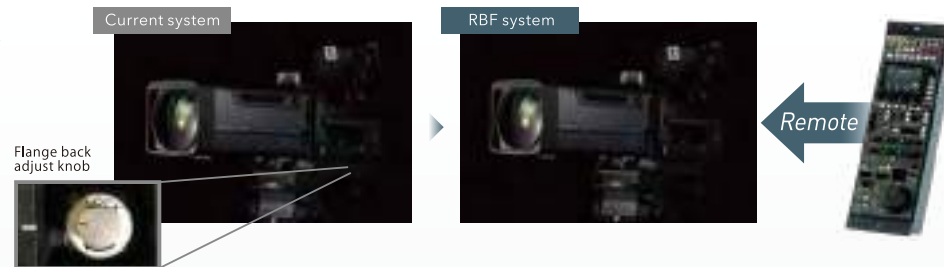 Current system
RBF system
Remote
Flange back
adjust knob